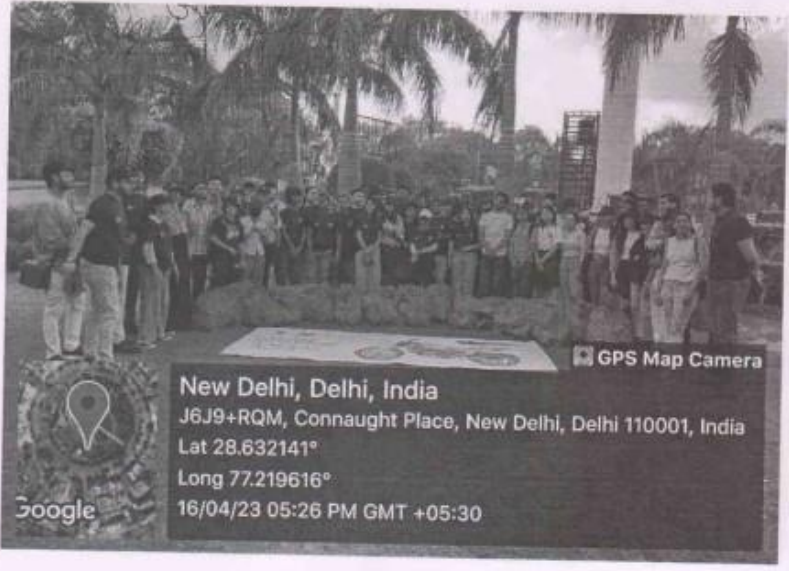 GPS Map Camera
New Delhi, Delhi, India
J6J9+RQM, Connaught Place, New Delhi, Delhi 110001, India
Lat 28.632141°
Long 77.219616°
16/04/23 05:26 PM GMT +05:30
Google